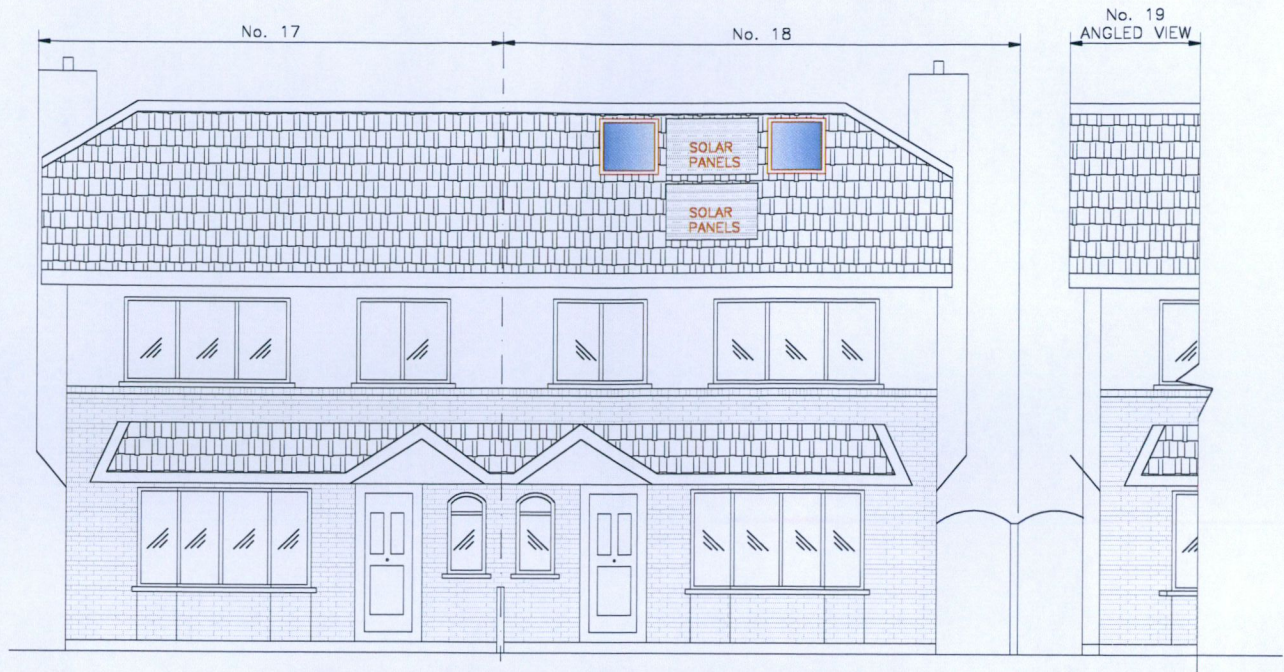 No. 17
No. 18
No. 19
ANGLED VIEW
SOLAR
PANELS
SOLAR
PANELS